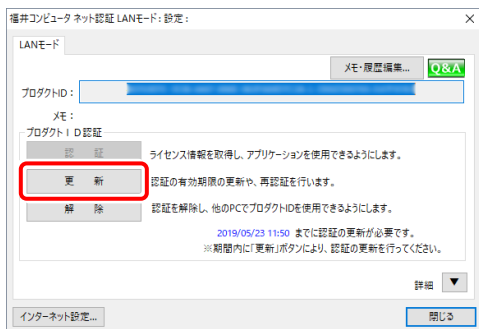 福井コンピュータ ネット認証 LANモード : 設定 :
LANモード
メモ・履歴編集... Q&A
プロダクトID :
メモ :
プロダクトID認証
認　証 ライセンス情報を取得し、アプリケーションを使用できるようにします。
更　新 認証の有効期限の更新や、再認証を行います。
解　除 認証を解除し、他のPCでプロダクトIDを使用できるようにします。
2019/05/23 11:50 までに認証の更新が必要です。
※期間内に「更新」ボタンにより、認証の更新を行ってください。
詳細 ▼
インターネット設定... 閉じる